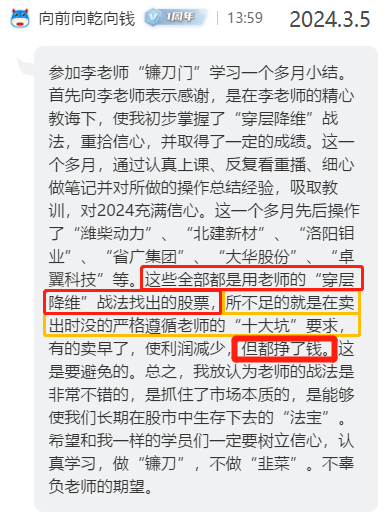 向前向乾向钱 1周年 13:59 2024.3.5
参加李老师“镰刀门”学习一个多月小结。
首先向李老师表示感谢，是在李老师的精心
教诲下，使我初步掌握了“穿层降维”战
法，重拾信心，并取得了一定的成绩。这一
个多月，通过认真上课、反复看重播、细心
做笔记并对所做的操作总结经验，吸取教
训，对2024充满信心。这一个多月先后操作
了“潍柴动力”、“北建新材”、“洛阳钼
业”、“省广集团”、“大华股份”、“卓
翼科技”等。这些全部都是用老师的“穿层
降维”战法找出的股票，所不足的就是在卖
出时没的严格遵循老师的“十大坑”要求，
有的卖早了，使利润减少，但都挣了钱。这
是要避免的。总之，我放认为老师的战法是
非常不错的，是抓住了市场本质的，是能够
使我们长期在股市中生存下去的“法宝”。
希望和我一样的学员们一定要树立信心，认
真学习，做“镰刀”，不做“韭菜”。不辜
负老师的期望。